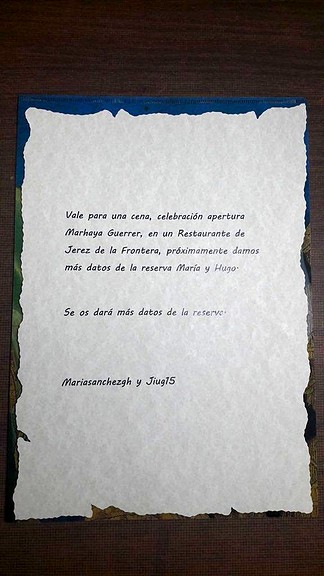 Vale para una cena, celebración apertura
Marhaya Guerrer, en un Restaurante de
Jerez de la Frontera, próximamente damos
más datos de la reserva María y Hugo.
Se os dará más datos de la reserva.
Mariasanchezgh y Jiug15